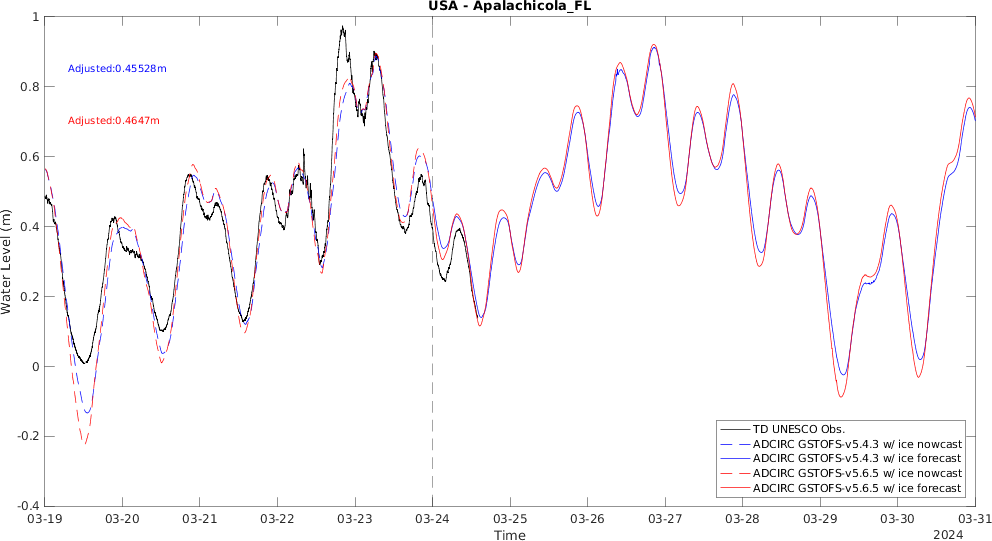 USA - Apalachicola_FL
1
Adjusted:0.45528m
0.8
Adjusted:0.4647m
0.6
0.4
Water Level (m)
0.2
0
-0.2
-0.4
TD UNESCO Obs.
ADCIRC GSTOFS-v5.4.3 w/ ice nowcast
ADCIRC GSTOFS-v5.4.3 w/ ice forecast
ADCIRC GSTOFS-v5.6.5 w/ ice nowcast
ADCIRC GSTOFS-v5.6.5 w/ ice forecast
03-19 03-20 03-21 03-22 03-23 03-24 03-25 03-26 03-27 03-28 03-29 03-30 03-31
Time
2024